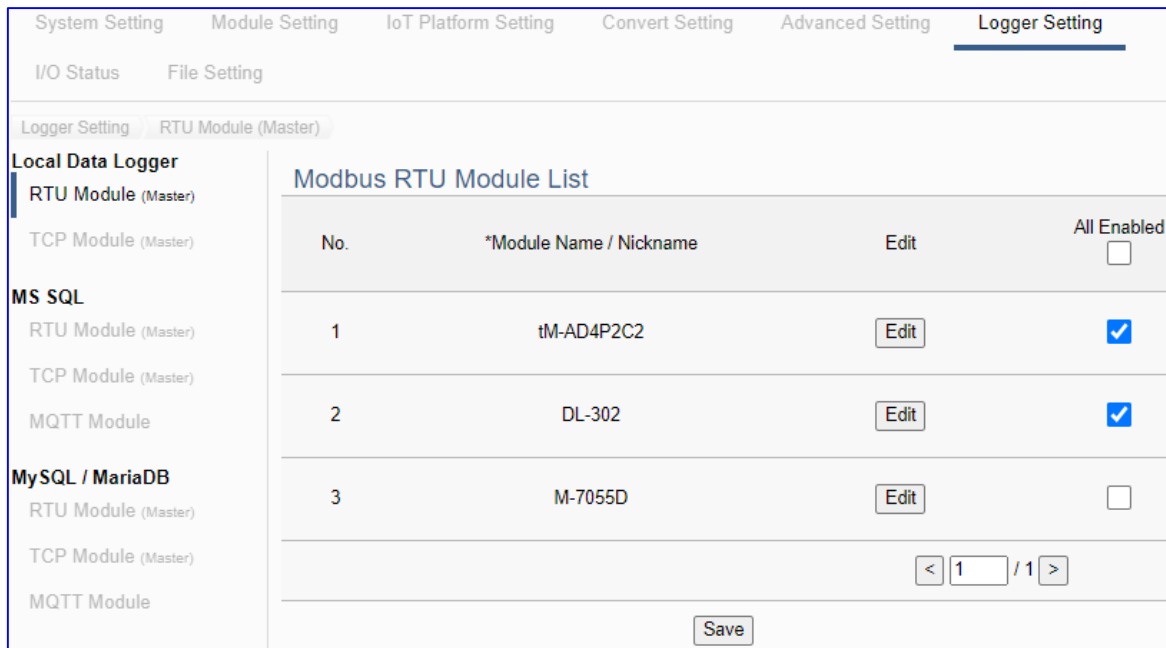 System Setting Module Setting IoT Platform Setting Convert Setting Advanced Setting Logger Setting
I/O Status File Setting
Logger Setting RTU Module (Master)
Local Data Logger
RTU Module (Master)
TCP Module (Master)
MS SQL
RTU Module (Master)
TCP Module (Master)
MQTT Module
MySQL / MariaDB
RTU Module (Master)
TCP Module (Master)
MQTT Module
Modbus RTU Module List
No. *Module Name / Nickname Edit All Enabled
1 tM-AD4P2C2 Edit
2 DL-302 Edit
3 M-7055D Edit
< 1 / 1 >
Save